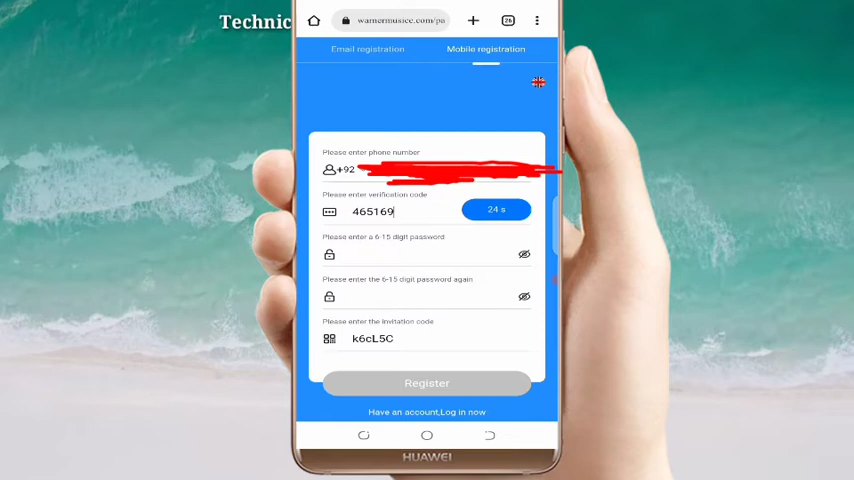 Technic
warnermusicc.com/pa
26
Email registration
Mobile registration
Please enter phone number
+92
Please enter verification code
465169
24 s
Please enter a 6-15 digit password
Please enter the 6-15 digit password again
Please enter the invitation code
k6cL5C
Register
Have an account,Log in now
HUAWEI